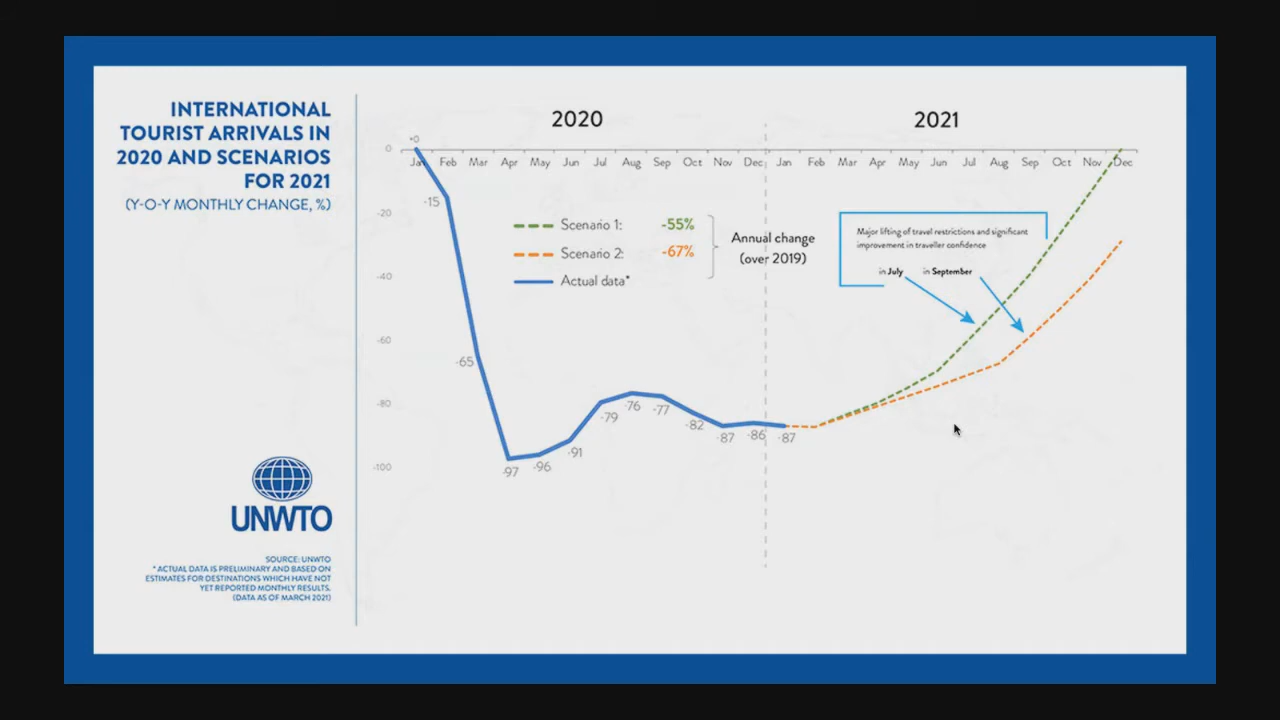 INTERNATIONAL
TOURIST ARRIVALS IN
2020 AND SCENARIOS
FOR 2021
(Y-O-Y MONTHLY CHANGE, %)
2020
2021
+0
0
Jan Feb Mar Apr May Jun Jul Aug Sep Oct Nov Dec Jan Feb Mar Apr May Jun Jul Aug Sep Oct Nov Dec
-15
-20
Scenario 1: -55%
Scenario 2: -67%
Actual data*
Annual change
(over 2019)
Major lifting of travel restrictions and significant
improvement in traveller confidence
in July in September
-40
-60
-65
-80
-79 -76 -77 -82 -87 -86 -87
-91
-97 -96
-100
UNWTO
SOURCE: UNWTO
* ACTUAL DATA IS PRELIMINARY AND BASED ON
ESTIMATES FOR DESTINATIONS WHICH HAVE NOT
YET REPORTED MONTHLY RESULTS.
(DATA AS OF MARCH 2021)